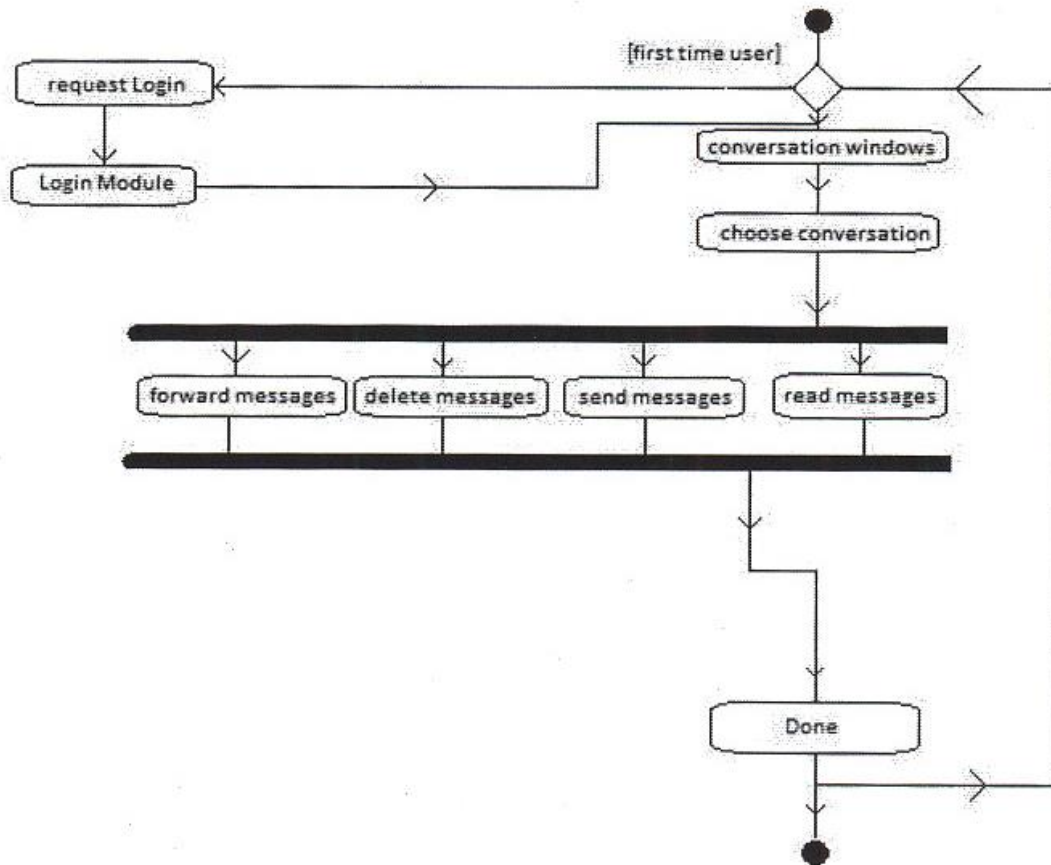 [first time user]
request Login
conversation windows
Login Module
choose conversation
forward messages
delete messages
send messages
read messages
Done